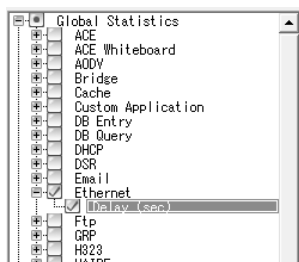 Global Statistics
ACE
ACE Whiteboard
AODV
Bridge
Cache
Custom Application
DB Entry
DB Query
DHCP
DSR
Email
Ethernet
Delay (sec)
Ftp
GRP
H323